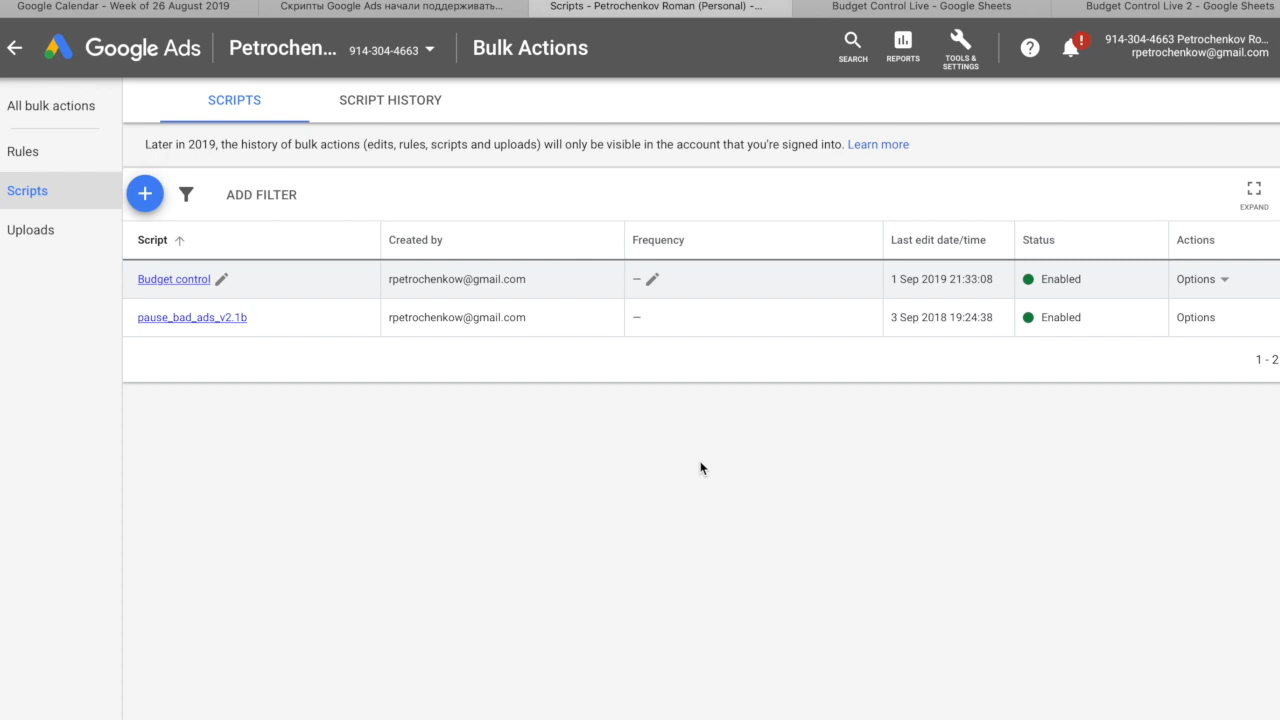 Google Calendar - Week of 26 August 2019
Скрипты Google Ads начали поддерживать...
Scripts - Petrochenkov Roman (Personal) -...
Budget Control Live - Google Sheets
Budget Control Live 2 - Google Sheets
Google Ads
Petrochen... 914-304-4663
Bulk Actions
SEARCH
REPORTS
TOOLS &
SETTINGS
!
914-304-4663 Petrochenkov Ro...
rpetrochenkow@gmail.com
All bulk actions
Rules
Scripts
Uploads
SCRIPTS
SCRIPT HISTORY
Later in 2019, the history of bulk actions (edits, rules, scripts and uploads) will only be visible in the account that you're signed into. Learn more
ADD FILTER
EXPAND
Script Created by Frequency Last edit date/time Status Actions
Budget control rpetrochenkow@gmail.com – 1 Sep 2019 21:33:08 Enabled Options
pause_bad_ads_v2.1b rpetrochenkow@gmail.com – 3 Sep 2018 19:24:38 Enabled Options
1 - 2